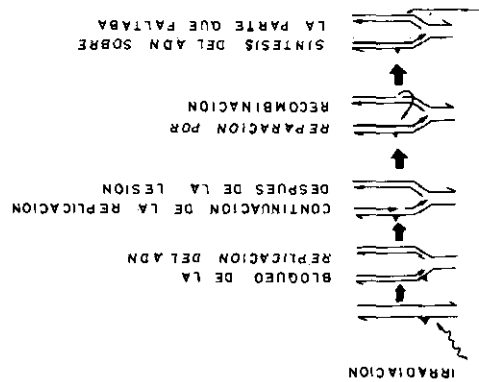 IRRADIACION
BLOQUEO DE LA
REPLICACION DEL ADN
CONTINUACION DE LA REPLICACION
DESPUES DE LA LESION
REPARACION POR
RECOMBINACION
SINTESIS DEL ADN SOBRE
LA PARTE QUE FALTABA